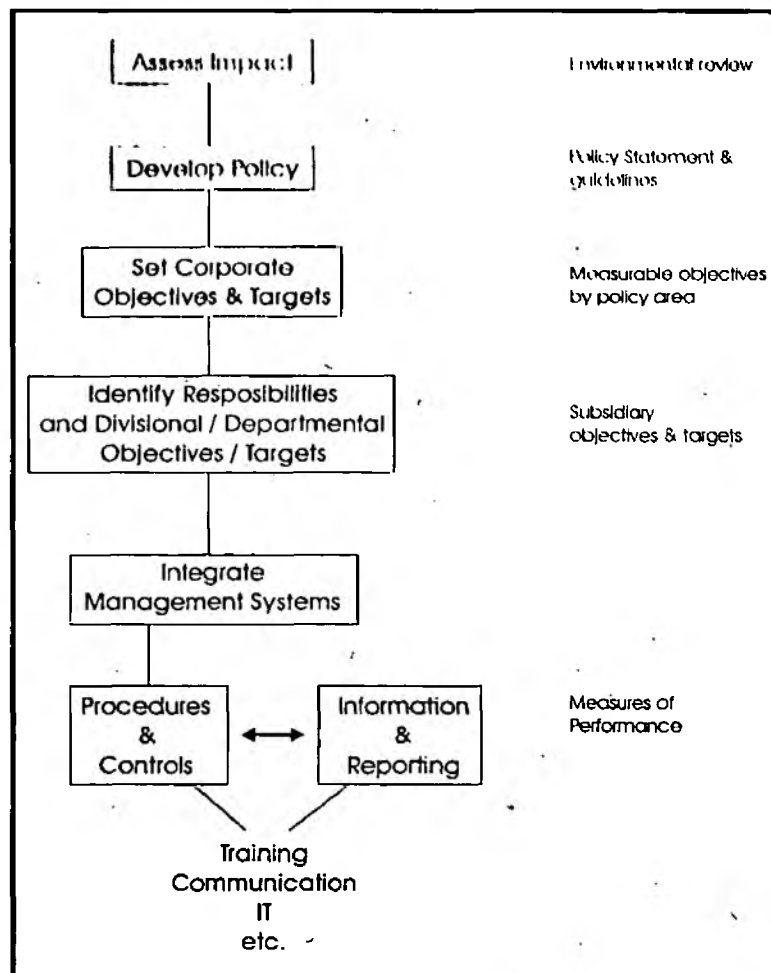 Assess Impact
Environmental review
Develop Policy
Policy Statement &
guidelines
Set Corporate
Objectives & Targets
Measurable objectives
by policy area
Identify Resposibilities
and Divisional / Departmental
Objectives / Targets
Subsidiary
objectives & targets
Integrate
Management Systems
Procedures
&
Controls
Information
&
Reporting
Measures of
Performance
Training
Communication
IT
etc.